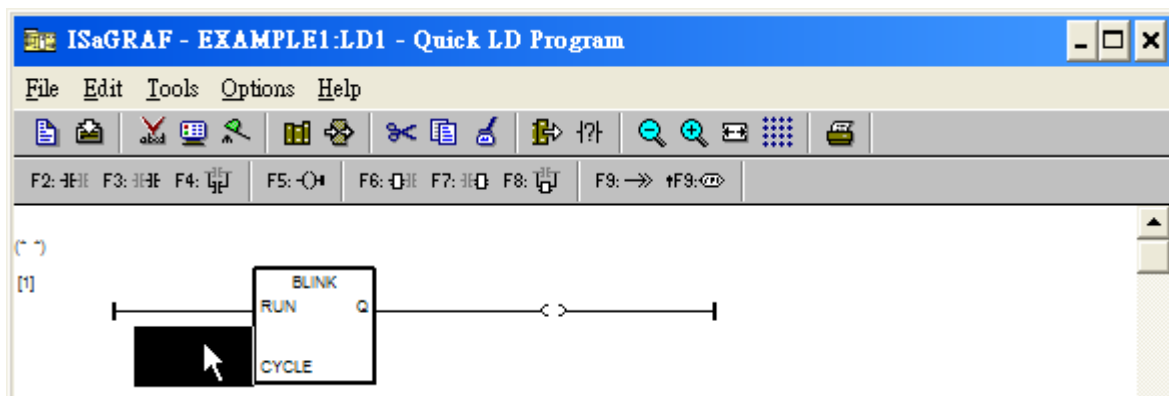 ISaGRAF - EXAMPLE1:LD1 - Quick LD Program
File Edit Tools Options Help
abcd
?
F2: F3: F4: F5: F6: F7: F8: F9: F9:
(* *)
[1]
BLINK
RUN Q
CYCLE